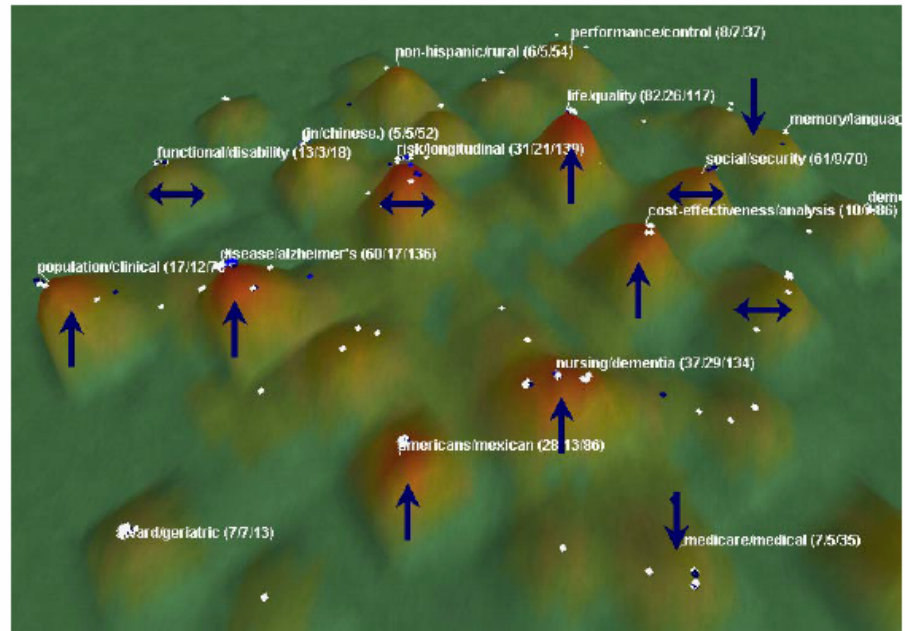 performance/control (8/7/37)
non-hispanic/rural (6/5/54)
life/quality (82/26/117)
memory/languag
(in/chinese.) (5/5/52)
functional/disability (13/3/18)
risk/longitudinal (31/21/139)
social/security (61/9/70)
dem
cost-effectiveness/analysis
disease/alzheimer's (60/17/136)
population/clinical (17/12/7
nursing/dementia (37/29/134)
americans/mexican (28/13/86)
ward/geriatric (7/7/13)
medicare/medical (7/5/35)